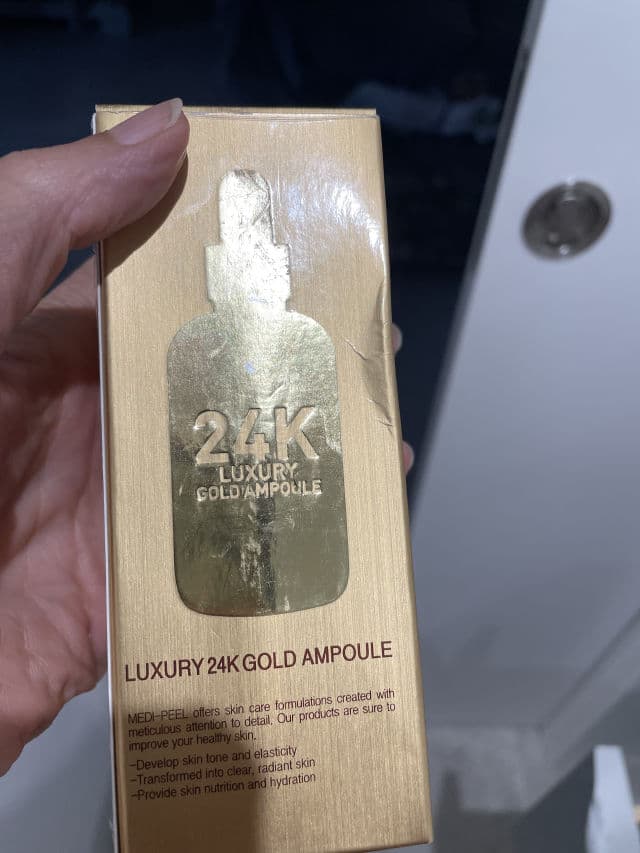 24K
LUXURY
GOLD AMPOULE
LUXURY 24K GOLD AMPOULE
MEDI-PEEL offers skin care formulations created with
meticulous attention to detail. Our products are sure to
improve your healthy skin.
-Develop skin tone and elasticity
-Transformed into clear, radiant skin
-Provide skin nutrition and hydration